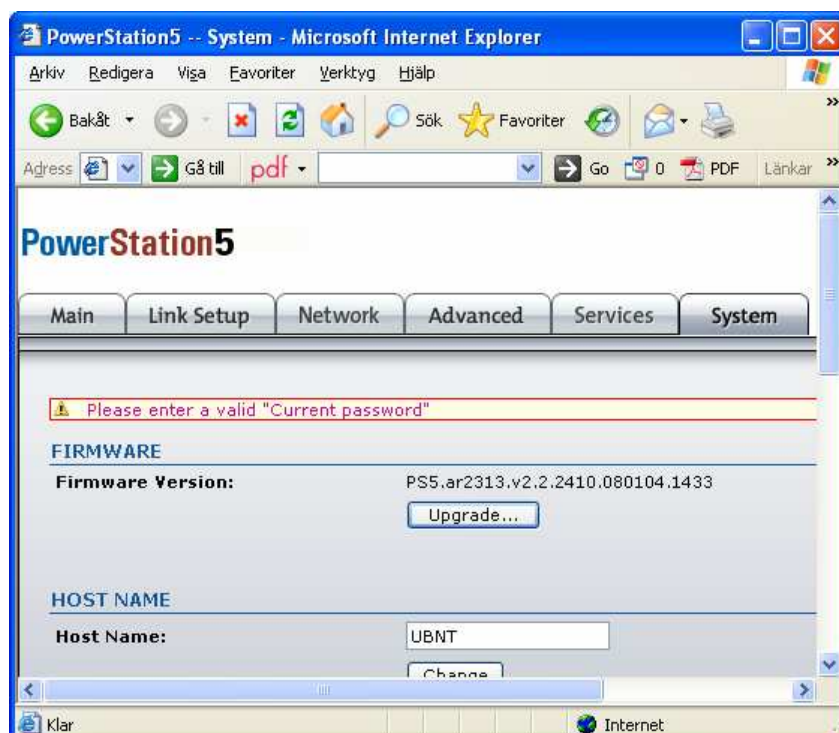 PowerStation5 -- System - Microsoft Internet Explorer
Arkiv Redigera Visa Favoriter Verktyg Hjälp
Bakåt Sök Favoriter »
Adress Gå till pdf Go 0 PDF Länkar »
PowerStation5
Main Link Setup Network Advanced Services System
Please enter a valid "Current password"
FIRMWARE
Firmware Version: PS5.ar2313.v2.2.2410.080104.1433
Upgrade...
HOST NAME
Host Name: UBNT
Change
Klar Internet